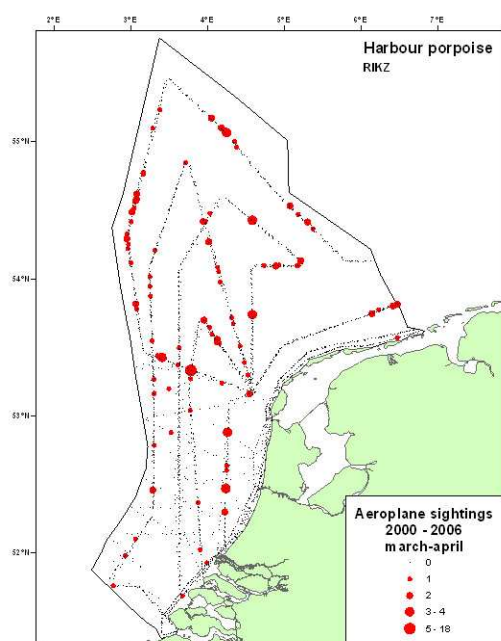 2°E 3°E 4°E 5°E 6°E 7°E
Harbour porpoise
RIKZ
55°N
54°N
53°N
52°N
Aeroplane sightings
2000 - 2006
march-april
0
1
2
3 - 4
5 - 18